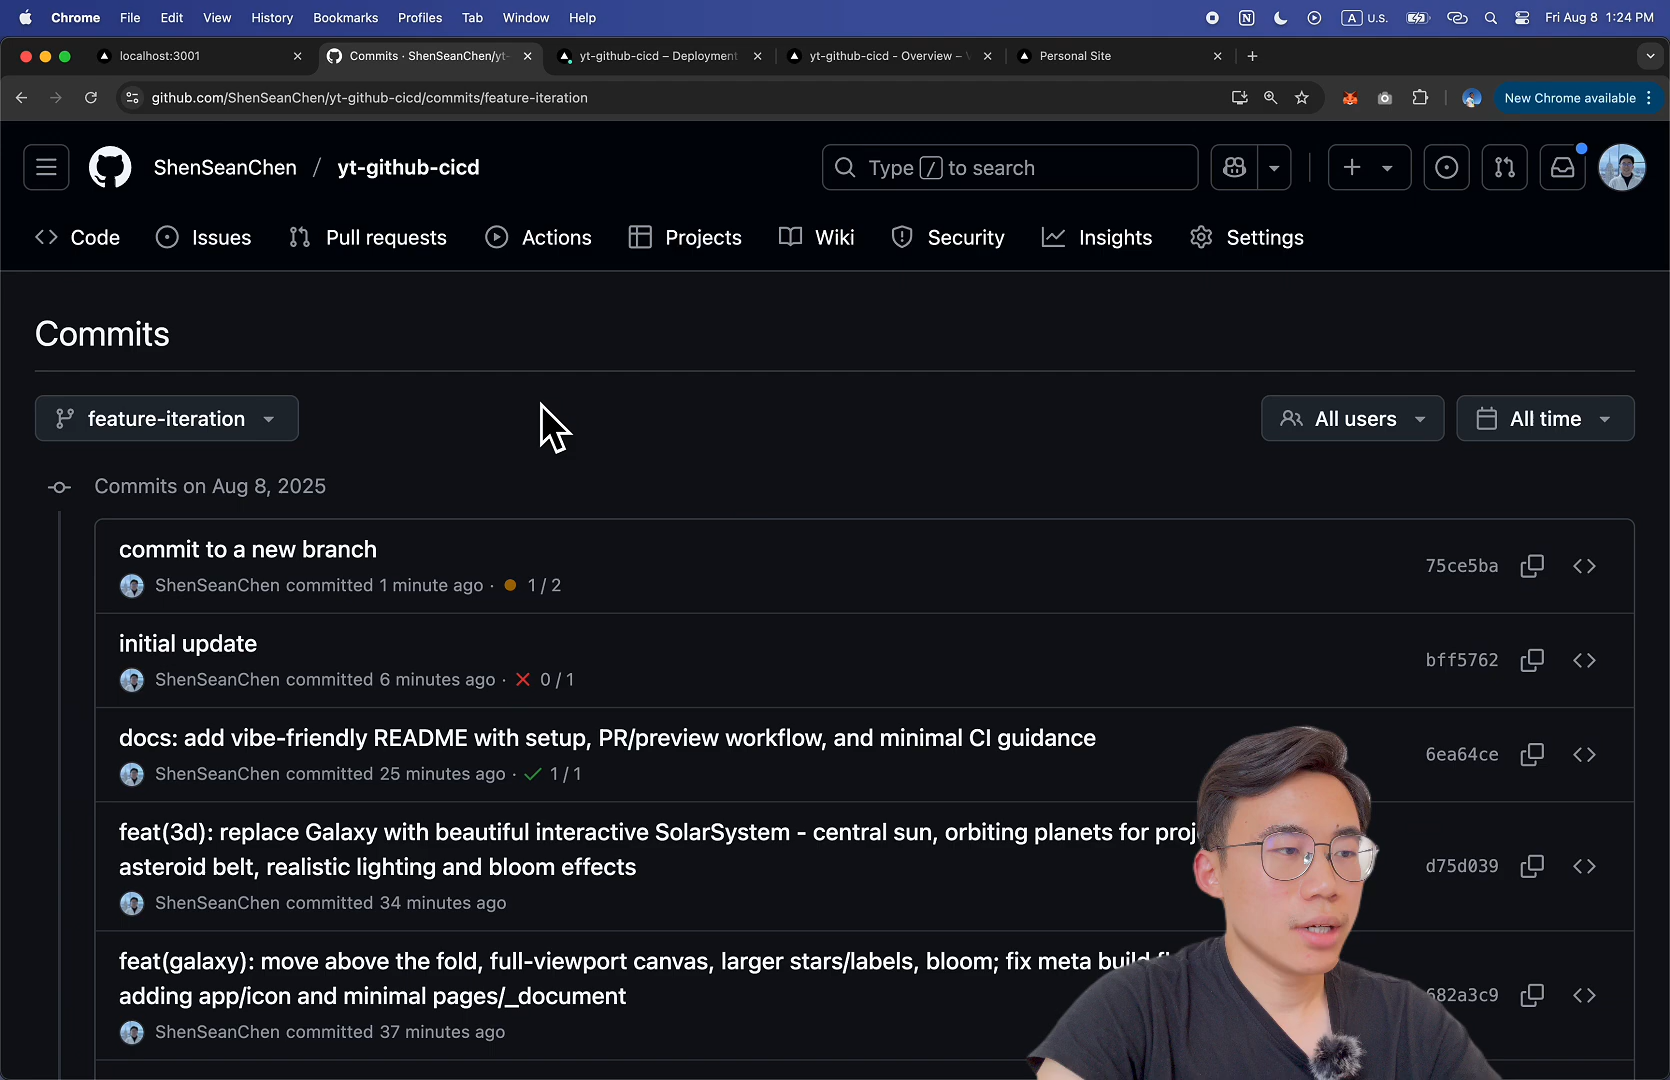 Chrome File Edit View History Bookmarks Profiles Tab Window Help A U.S. Fri Aug 8 1:24 PM
localhost:3001 Commits · ShenSeanChen/yt- yt-github-cicd – Deployment yt-github-cicd - Overview – Personal Site
github.com/ShenSeanChen/yt-github-cicd/commits/feature-iteration New Chrome available
ShenSeanChen / yt-github-cicd Type / to search
Code Issues Pull requests Actions Projects Wiki Security Insights Settings
Commits
feature-iteration All users All time
Commits on Aug 8, 2025
commit to a new branch
ShenSeanChen committed 1 minute ago · 1 / 2
75ce5ba
initial update
ShenSeanChen committed 6 minutes ago · 0 / 1
bff5762
docs: add vibe-friendly README with setup, PR/preview workflow, and minimal CI guidance
ShenSeanChen committed 25 minutes ago · 1 / 1
6ea64ce
feat(3d): replace Galaxy with beautiful interactive SolarSystem - central sun, orbiting planets for
asteroid belt, realistic lighting and bloom effects
ShenSeanChen committed 34 minutes ago
d75d039
feat(galaxy): move above the fold, full-viewport canvas, larger stars/labels, bloom; fix meta build
adding app/icon and minimal pages/_document
ShenSeanChen committed 37 minutes ago
682a3c9